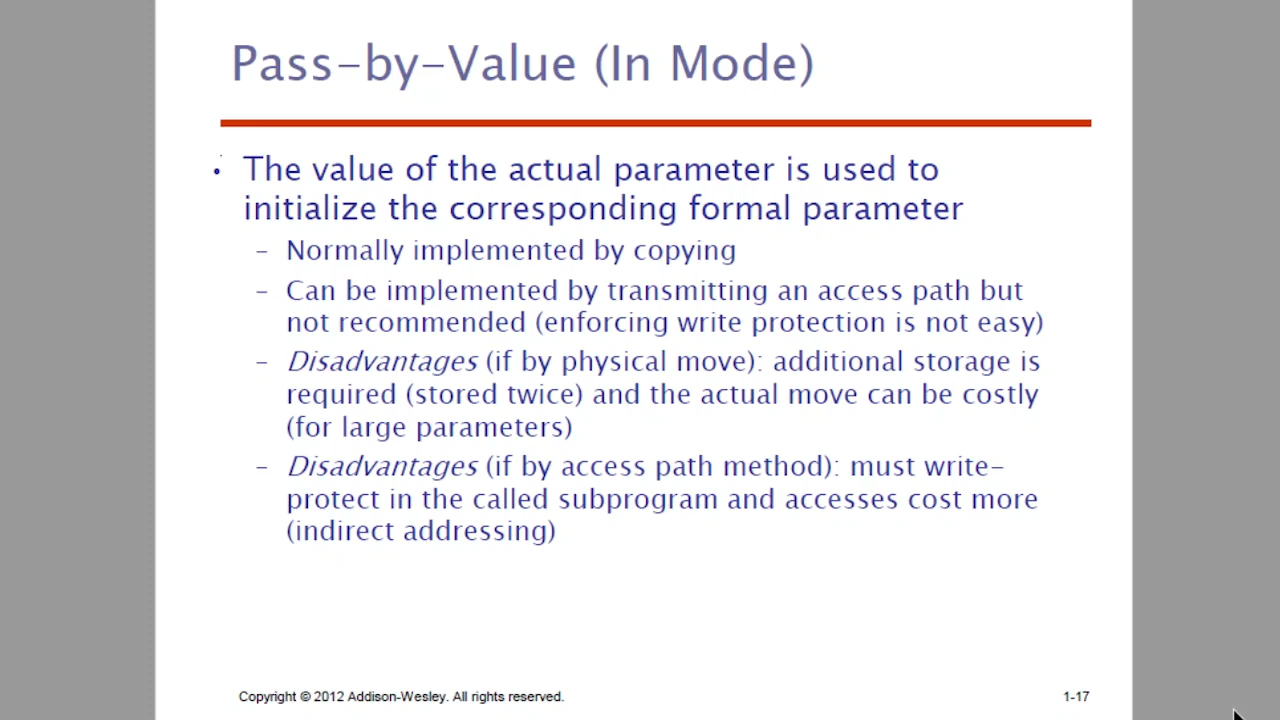 Pass-by-Value (In Mode)
• The value of the actual parameter is used to
initialize the corresponding formal parameter
– Normally implemented by copying
– Can be implemented by transmitting an access path but
not recommended (enforcing write protection is not easy)
– Disadvantages (if by physical move): additional storage is
required (stored twice) and the actual move can be costly
(for large parameters)
– Disadvantages (if by access path method): must write-
protect in the called subprogram and accesses cost more
(indirect addressing)
Copyright © 2012 Addison-Wesley. All rights reserved.
1-17